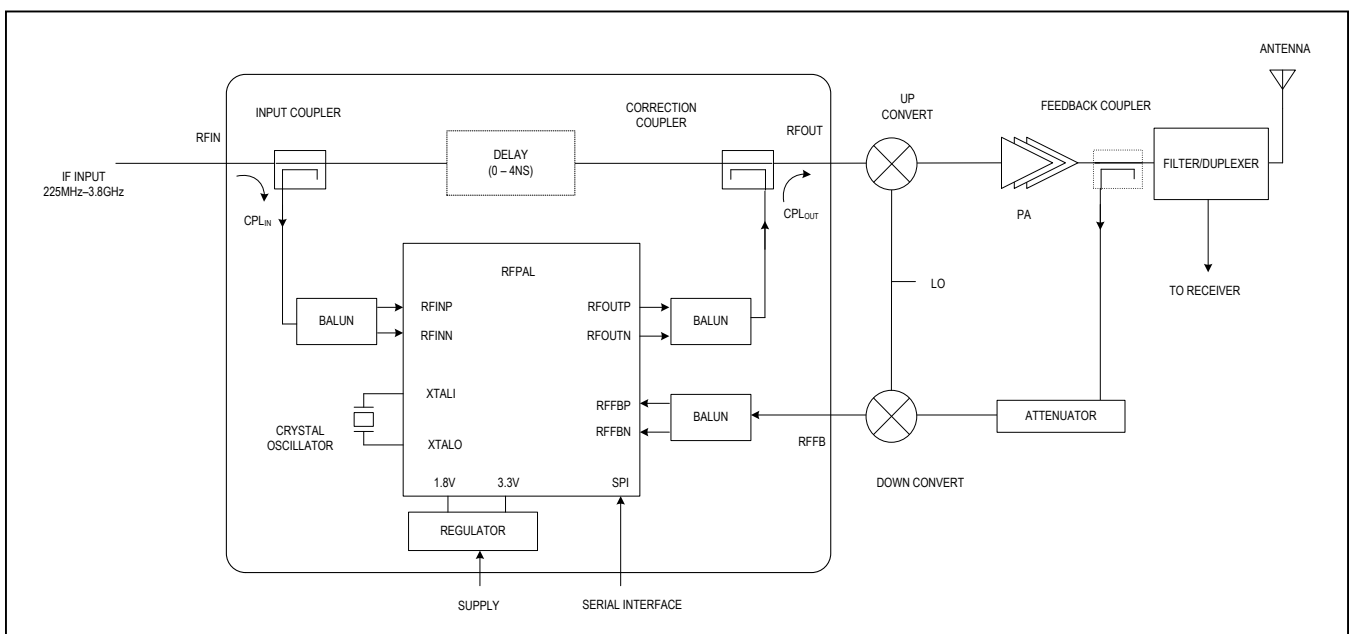 ANTENNA
UP
CONVERT
FEEDBACK COUPLER
INPUT COUPLER
CORRECTION
COUPLER
RFIN
RFOUT
DELAY
(0 – 4NS)
FILTER/DUPLEXER
IF INPUT
225MHz–3.8GHz
CPLIN
CPLOUT
PA
RFPAL
LO
TO RECEIVER
BALUN
RFINP
RFINN
RFOUTP
RFOUTN
BALUN
XTALI
XTALO
CRYSTAL
OSCILLATOR
RFFBP
RFFBN
BALUN
RFFB
ATTENUATOR
DOWN CONVERT
1.8V
3.3V
SPI
REGULATOR
SUPPLY
SERIAL INTERFACE